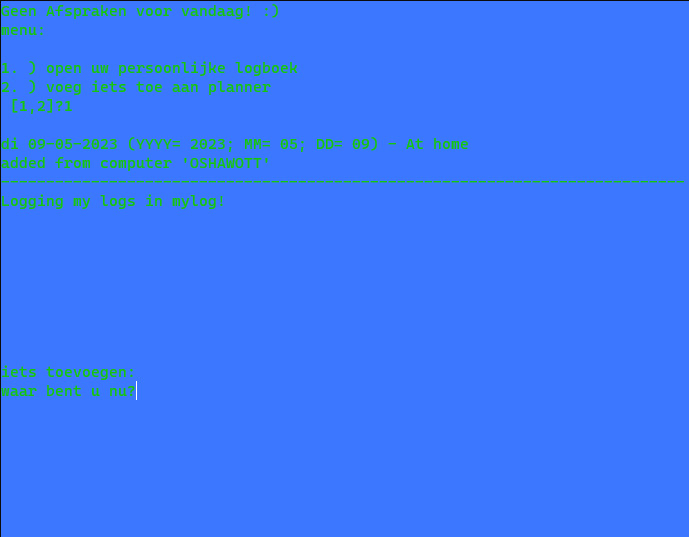 Geen Afspraken voor vandaag! :)
menu:
1. ) open uw persoonlijke logboek
2. ) voeg iets toe aan planner
[1,2]?1
di 09-05-2023 (YYYY= 2023; MM= 05; DD= 09) - At home
added from computer 'OSHAWOTT'
Logging my logs in mylog!
iets toevoegen:
waar bent u nu?